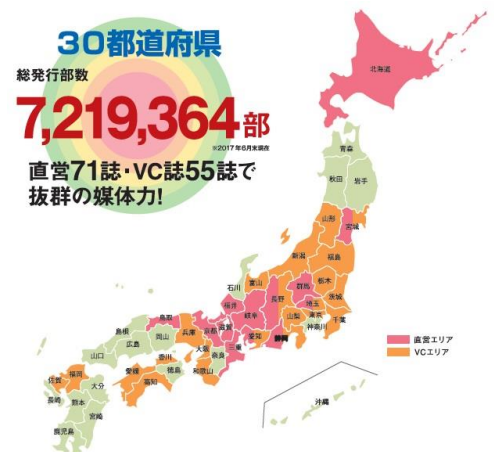 30都道府県
総発行部数
7,219,364部
※2017年6月末現在
直営71誌・VC誌55誌で
抜群の媒体力!
北海道
青森
秋田
岩手
山形
宮城
新潟
福島
石川
富山
群馬
栃木
長野
茨城
埼玉
福井
岐阜
山梨
東京
千葉
神奈川
鳥取
兵庫
京都
滋賀
愛知
静岡
島根
岡山
広島
大阪
奈良
三重
山口
香川
徳島
和歌山
愛媛
高知
福岡
佐賀
大分
長崎
熊本
宮崎
鹿児島
沖縄
直営エリア
VCエリア